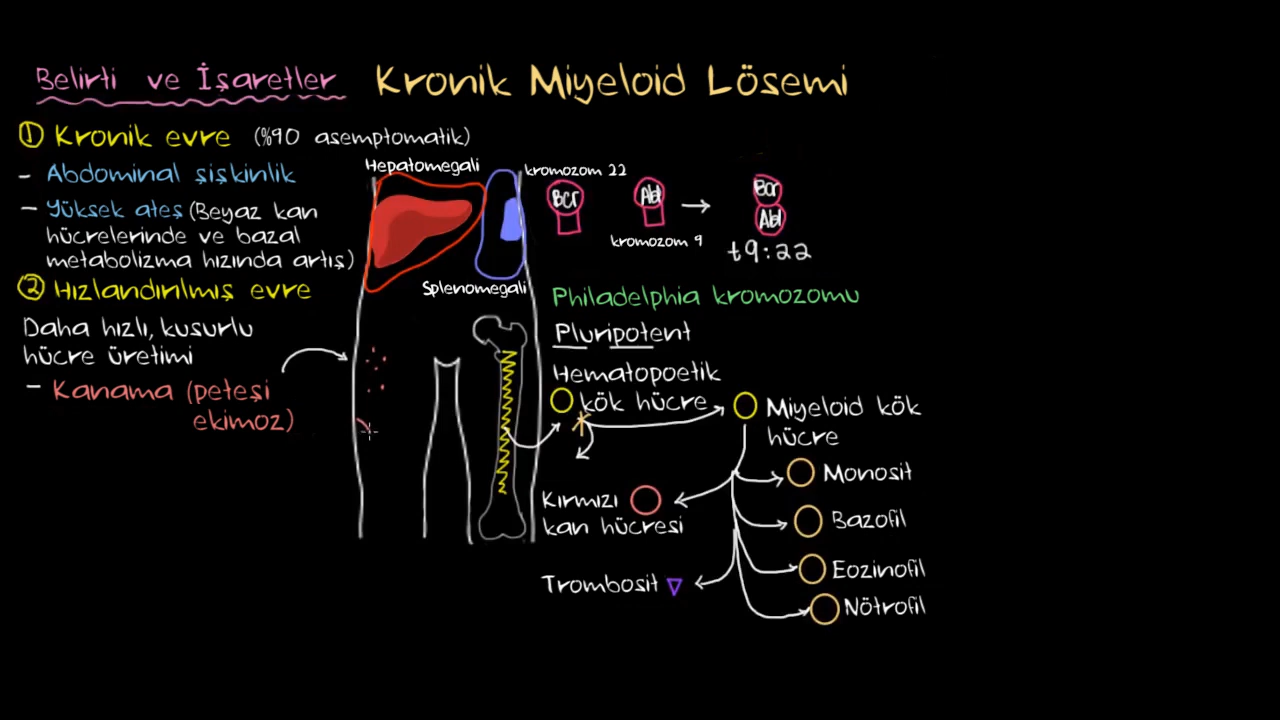 Belirti ve İşaretler
Kronik Miyeloid Lösemi
① Kronik evre (%90 asemptomatik)
- Abdominal şişkinlik
- Yüksek ateş (Beyaz kan
hücrelerinde ve bazal
metabolizma hızında artış)
② Hızlandırılmış evre
Daha hızlı, kusurlu
hücre üretimi
- Kanama (peteşi
ekimoz)
Hepatomegali
Splenomegali
kromozom 22
Bcr
Abl
kromozom 9
Bcr
Abl
t9:22
Philadelphia kromozomu
Pluripotent
Hematopoetik
kök hücre
Miyeloid kök
hücre
Monosit
Bazofil
Eozinofil
Nötrofil
Kırmızı
kan hücresi
Trombosit